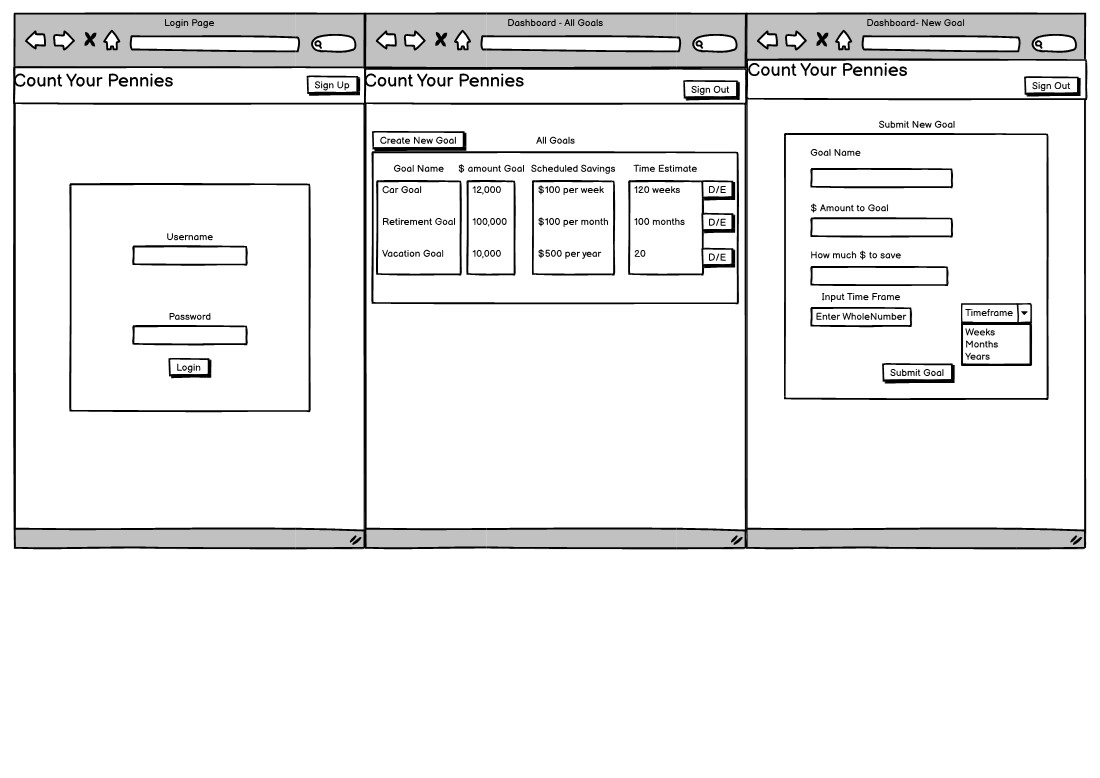 Login Page
Count Your Pennies
Sign Up
Username
Password
Login
Dashboard - All Goals
Count Your Pennies
Sign Out
Create New Goal
All Goals
Goal Name $ amount Goal Scheduled Savings Time Estimate
Car Goal 12,000 $100 per week 120 weeks D/E
Retirement Goal 100,000 $100 per month 100 months D/E
Vacation Goal 10,000 $500 per year 20 D/E
Dashboard- New Goal
Count Your Pennies
Sign Out
Submit New Goal
Goal Name
$ Amount to Goal
How much $ to save
Input Time Frame
Enter WholeNumber
Timeframe
Weeks
Months
Years
Submit Goal